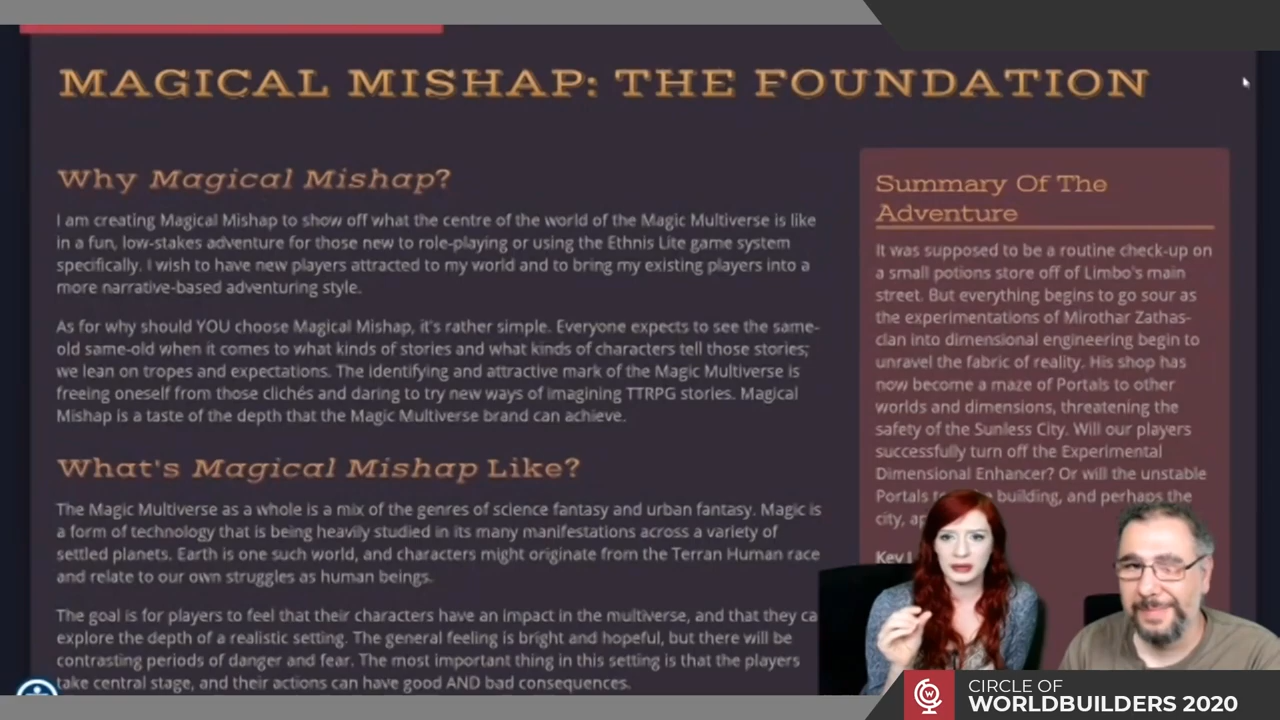 MAGICAL MISHAP: THE FOUNDATION
Why Magical Mishap?
I am creating Magical Mishap to show off what the centre of the world of the Magic Multiverse is like
in a fun, low-stakes adventure for those new to role-playing or using the Ethnis Lite game system
specifically. I wish to have new players attracted to my world and to bring my existing players into a
more narrative-based adventuring style.
As for why should YOU choose Magical Mishap, it's rather simple. Everyone expects to see the same-
old same-old when it comes to what kinds of stories and what kinds of characters tell those stories;
we lean on tropes and expectations. The identifying and attractive mark of the Magic Multiverse is
freeing oneself from those clichés and daring to try new ways of imagining TTRPG stories. Magical
Mishap is a taste of the depth that the Magic Multiverse brand can achieve.
What's Magical Mishap Like?
The Magic Multiverse as a whole is a mix of the genres of science fantasy and urban fantasy. Magic is
a form of technology that is being heavily studied in its many manifestations across a variety of
settled planets. Earth is one such world, and characters might originate from the Terran Human race
and relate to our own struggles as human beings.
The goal is for players to feel that their characters have an impact in the multiverse, and that they ca
explore the depth of a realistic setting. The general feeling is bright and hopeful, but there will be
contrasting periods of danger and fear. The most important thing in this setting is that the players
take central stage, and their actions can have good AND bad consequences.
Summary Of The
Adventure
It was supposed to be a routine check-up on
a small potions store off of Limbo's main
street. But everything begins to go sour as
the experimentations of Mirothar Zathas-
clan into dimensional engineering begin to
unravel the fabric of reality. His shop has
now become a maze of Portals to other
worlds and dimensions, threatening the
safety of the Sunless City. Will our players
successfully turn off the Experimental
Dimensional Enhancer? Or will the unstable
Portals building, and perhaps the
city,
Key
CIRCLE OF
WORLDBUILDERS 2020